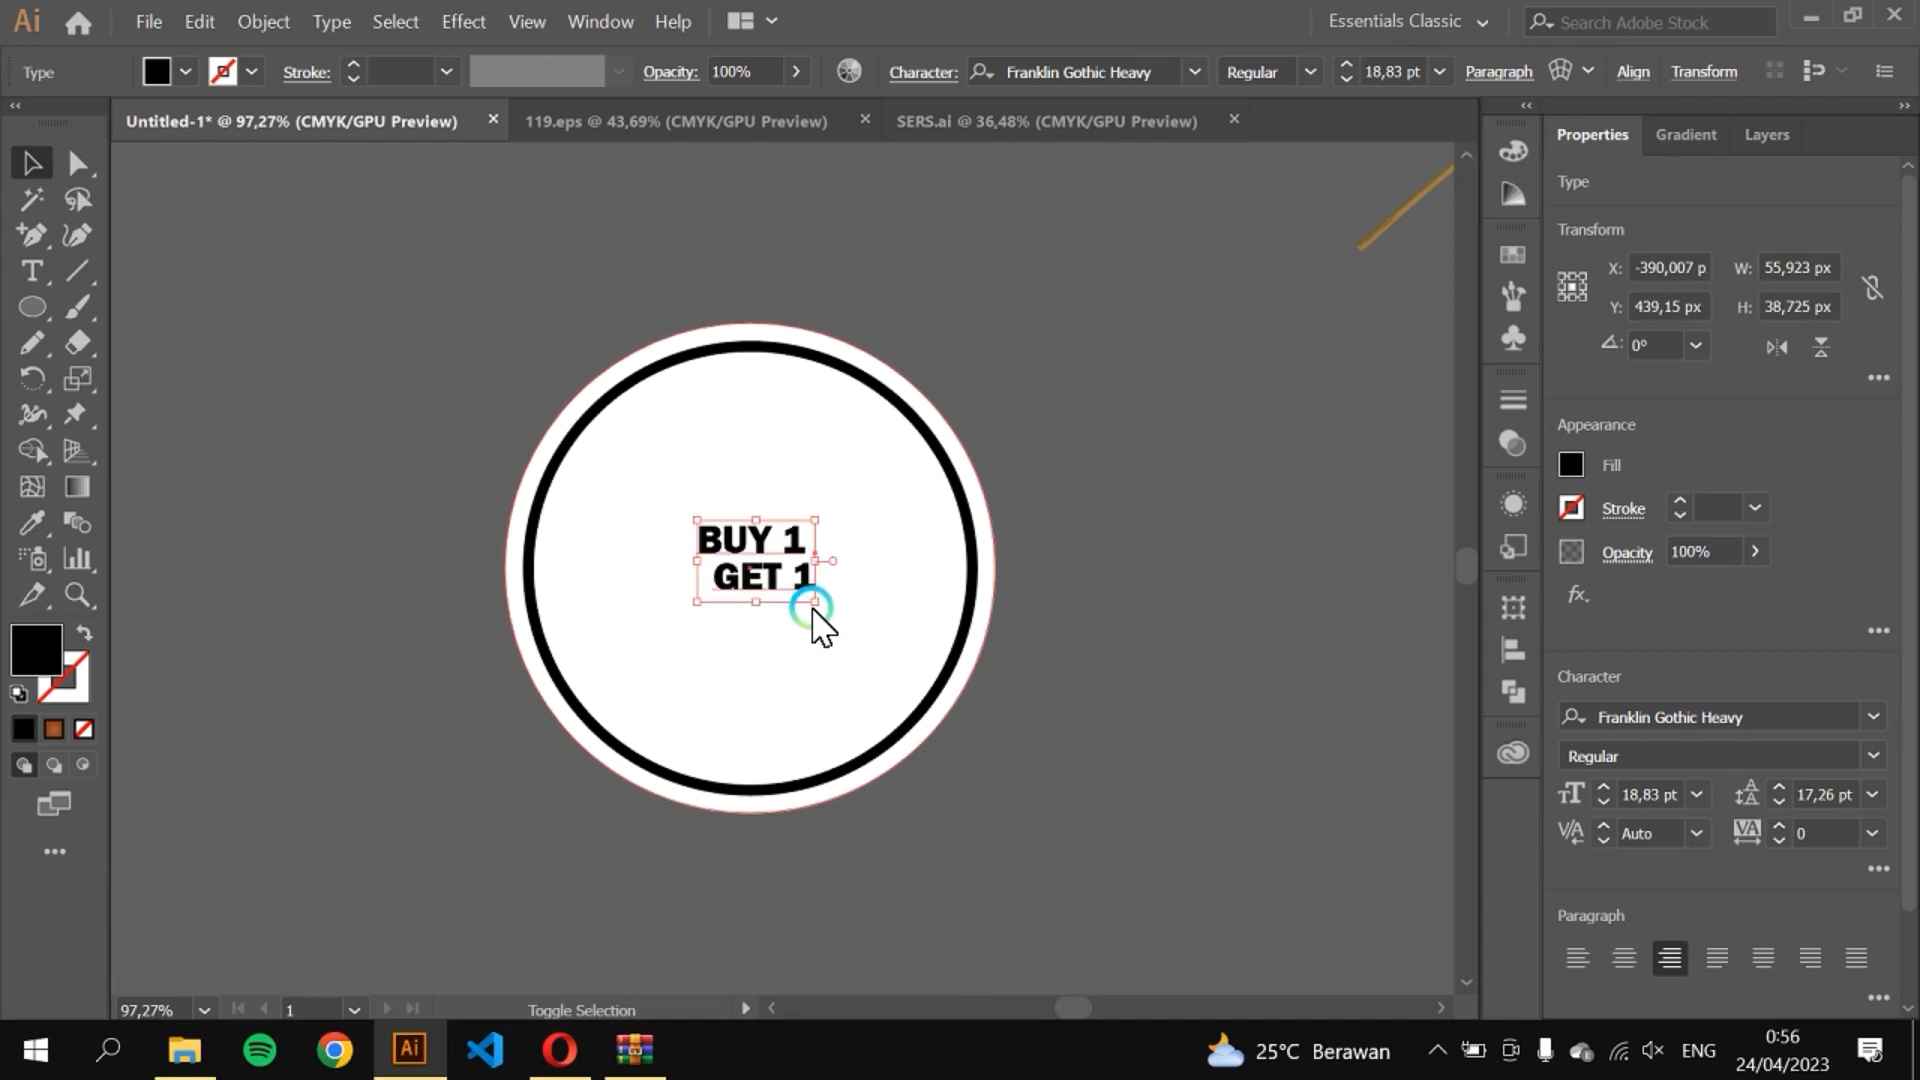 Ai File Edit Object Type Select Effect View Window Help Essentials Classic Search Adobe Stock
Type Stroke: Opacity: 100% Character: Franklin Gothic Heavy Regular 18,83 pt Paragraph Align Transform
Untitled-1* @ 97,27% (CMYK/GPU Preview) 119.eps @ 43,69% (CMYK/GPU Preview) SERS.ai @ 36,48% (CMYK/GPU Preview)
Properties Gradient Layers
Type
Transform
X: -390,007 p W: 55,923 px
Y: 439,15 px H: 38,725 px
0°
Appearance
Fill
Stroke
Opacity 100%
fx.
BUY 1
GET 1
Character
Franklin Gothic Heavy
Regular
18,83 pt 17,26 pt
Auto 0
Paragraph
97,27% 1 Toggle Selection
Ai 25°C Berawan ENG 0:56
24/04/2023